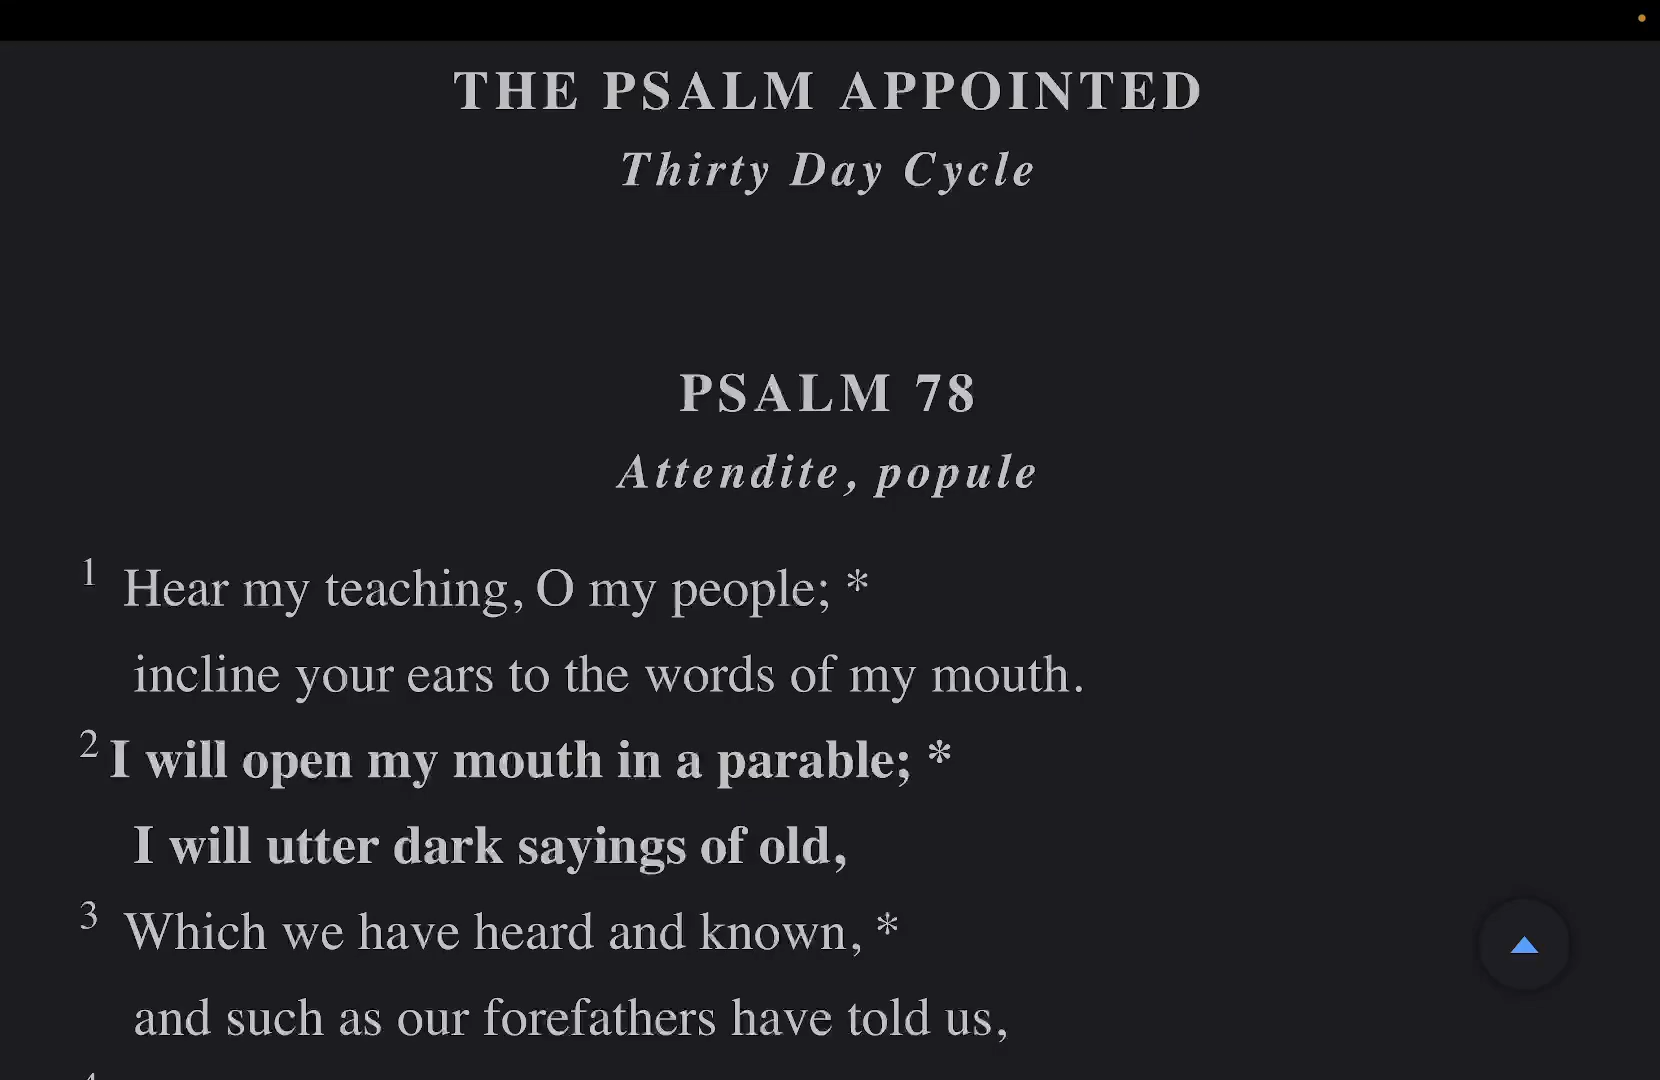 THE PSALM APPOINTED
Thirty Day Cycle
PSALM 78
Attendite, popule
1 Hear my teaching, O my people; *
incline your ears to the words of my mouth.
2 I will open my mouth in a parable; *
I will utter dark sayings of old,
3 Which we have heard and known, *
and such as our forefathers have told us,